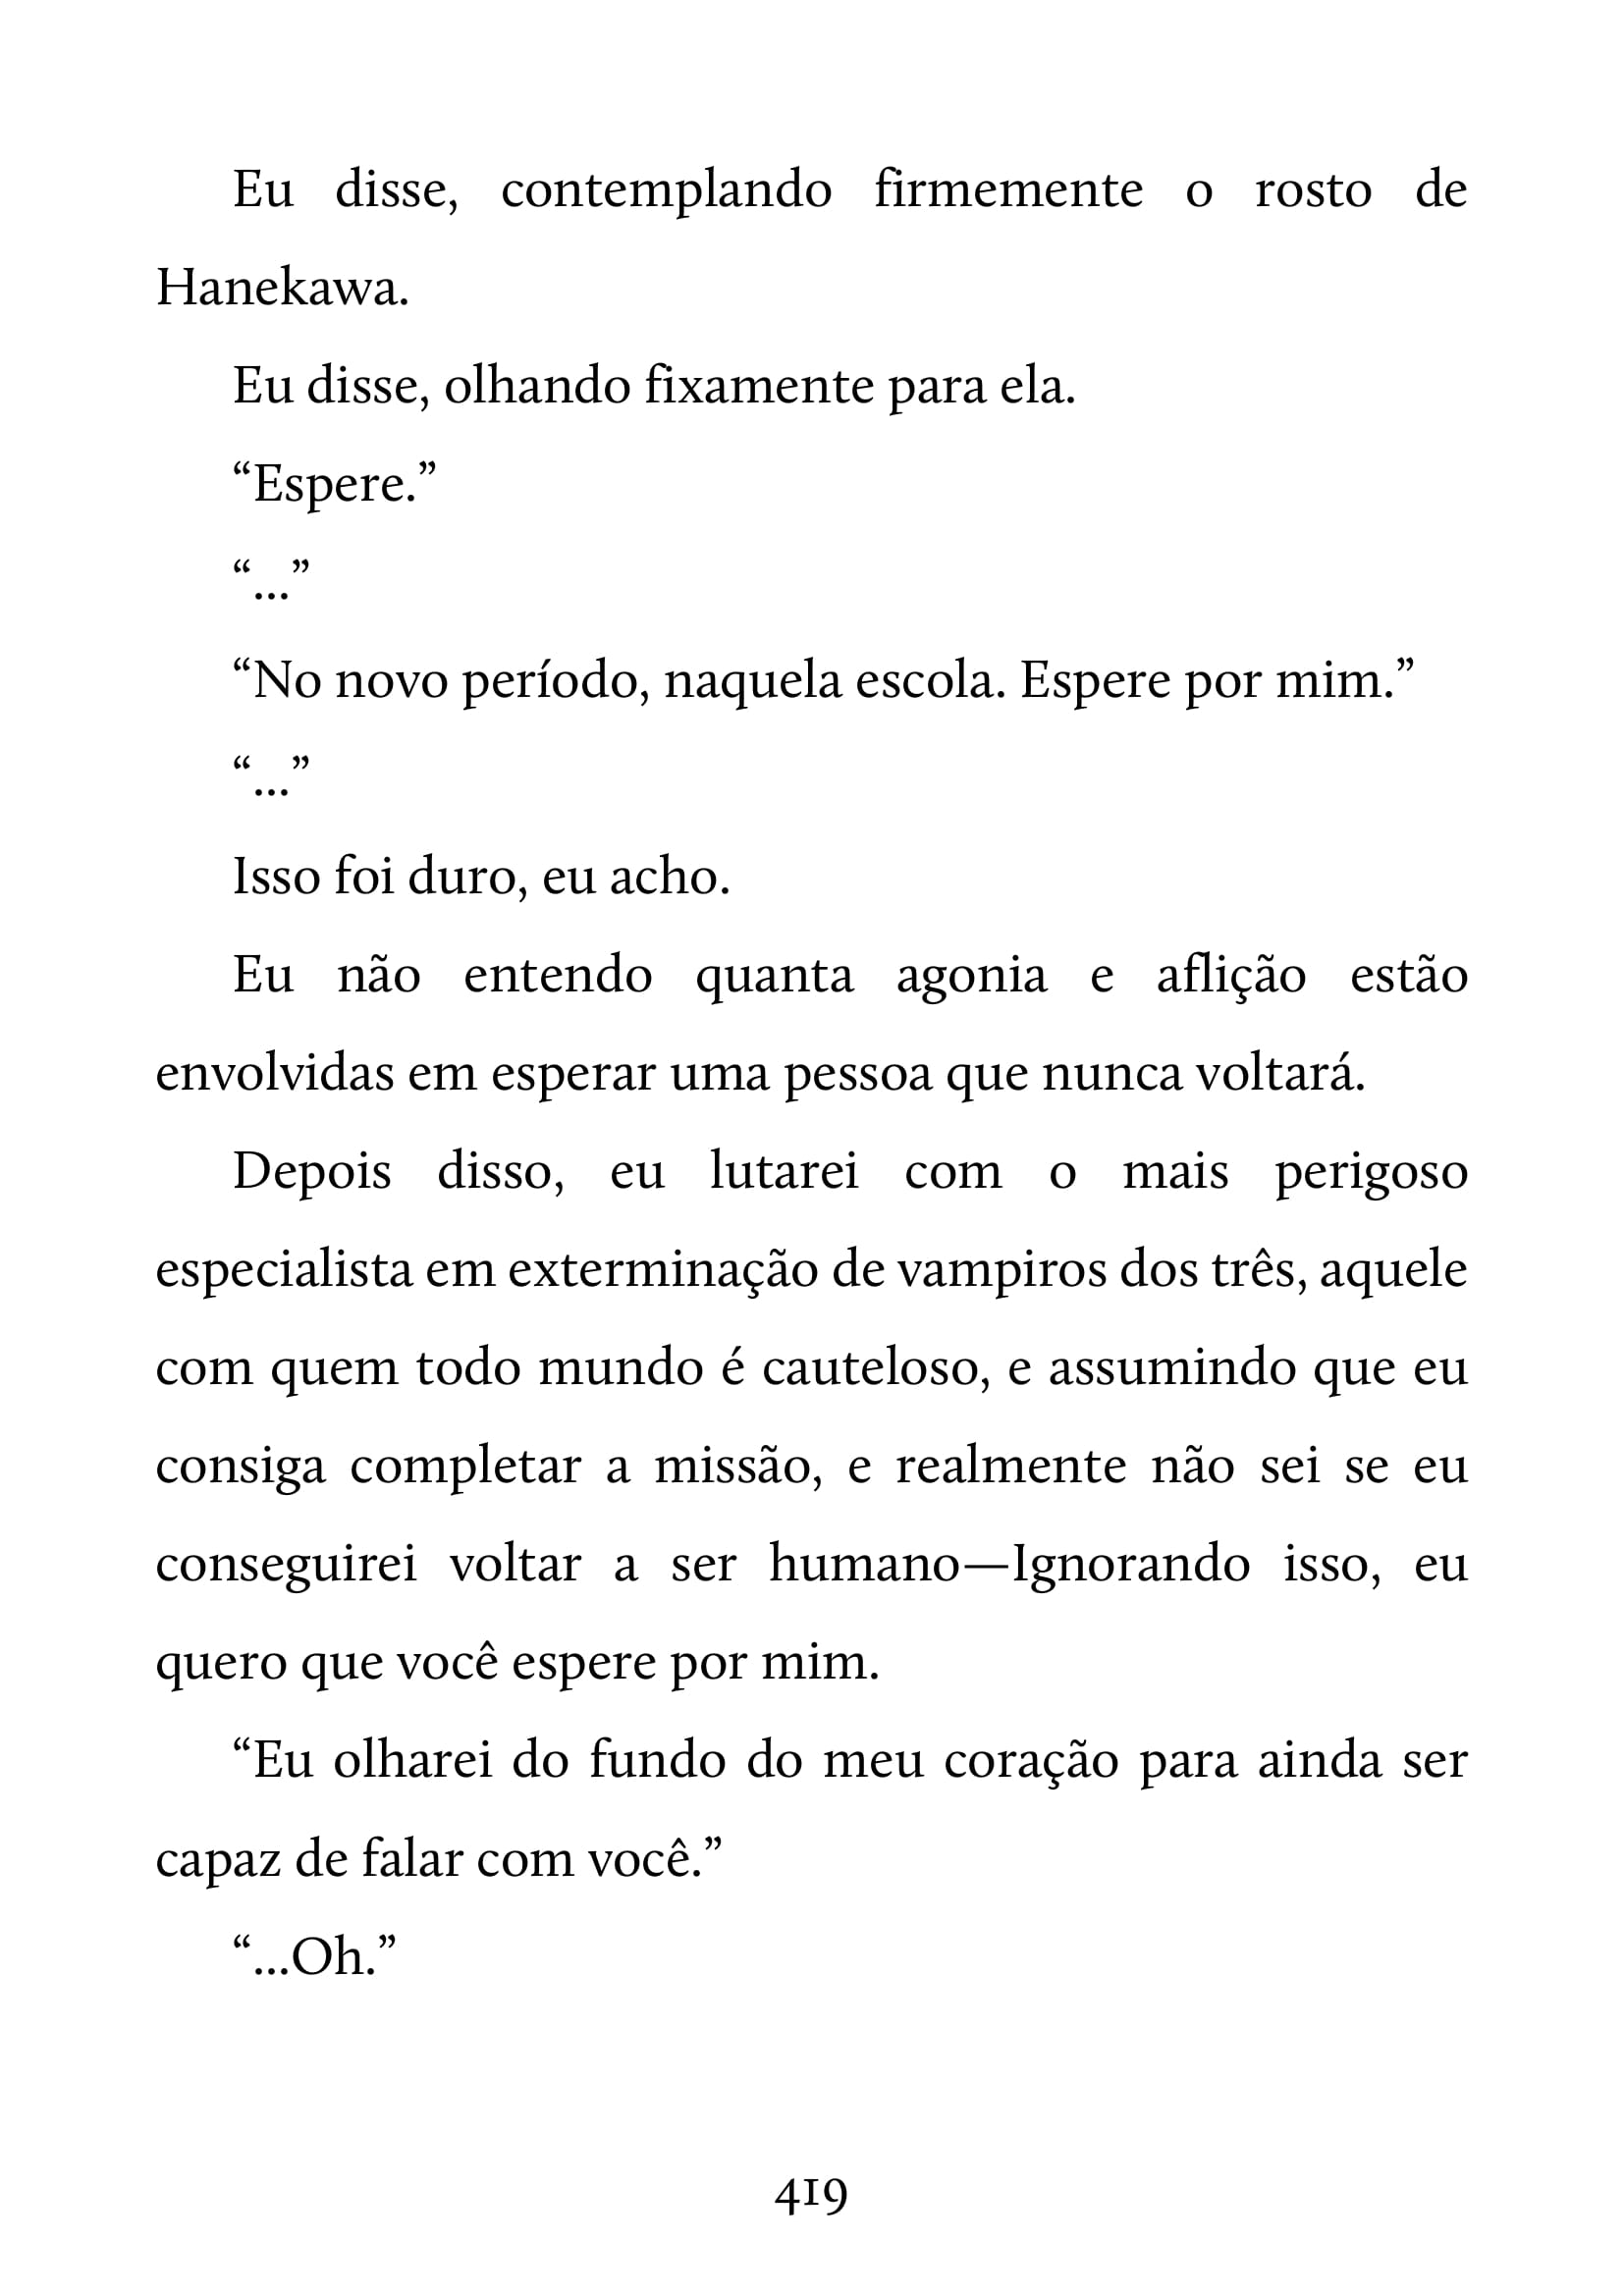 Eu disse, contemplando firmemente o rosto de
Hanekawa.
Eu disse, olhando fixamente para ela.
“Espere.”
“...”
“No novo período, naquela escola. Espere por mim.”
“...”
Isso foi duro, eu acho.
Eu não entendo quanta agonia e aflição estão
envolvidas em esperar uma pessoa que nunca voltará.
Depois disso, eu lutarei com o mais perigoso
especialista em exterminação de vampiros dos três, aquele
com quem todo mundo é cauteloso, e assumindo que eu
consiga completar a missão, e realmente não sei se eu
conseguirei voltar a ser humano—Ignorando isso, eu
quero que você espere por mim.
“Eu olharei do fundo do meu coração para ainda ser
capaz de falar com você.”
“...Oh.”
419